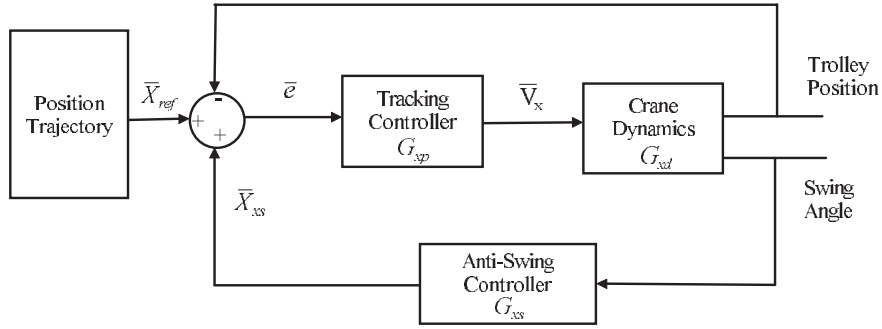 Position
Trajectory
X̅ref
-
+
+
e̅
Tracking
Controller
Gxp
V̅x
Crane
Dynamics
Gxd
Trolley
Position
Swing
Angle
X̅xs
Anti-Swing
Controller
Gxs